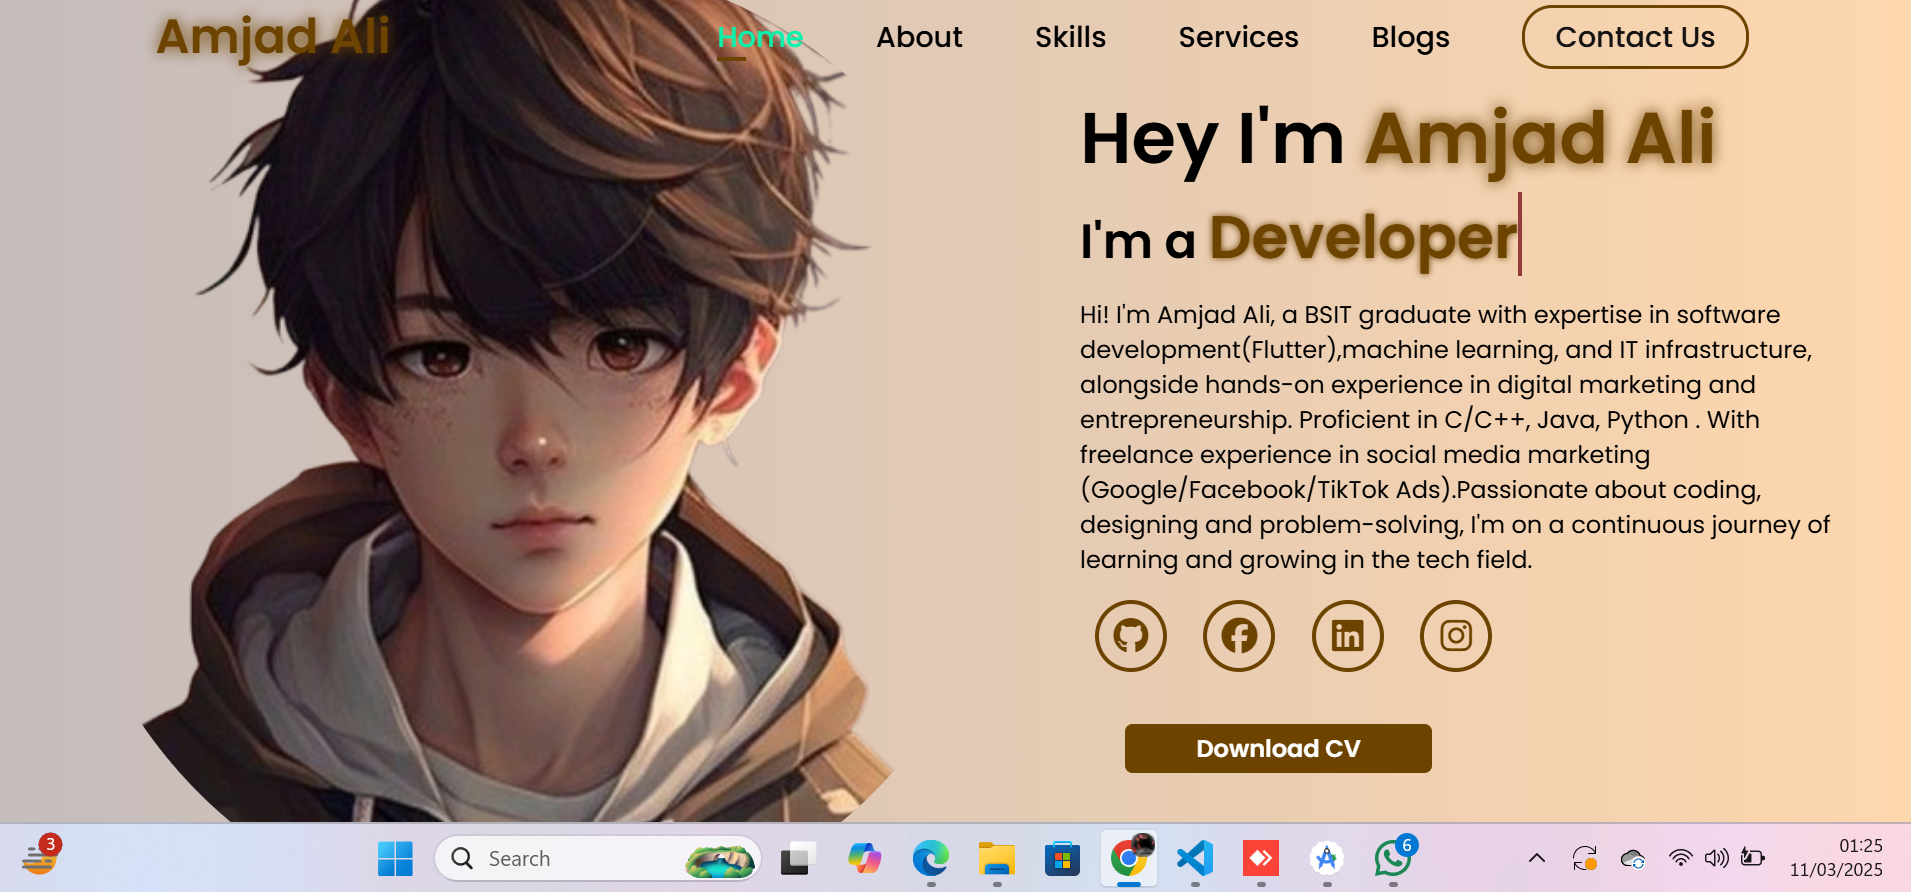 Amjad Ali
Home About Skills Services Blogs Contact Us
Hey I'm Amjad Ali
I'm a Developer
Hi! I'm Amjad Ali, a BSIT graduate with expertise in software
development(Flutter),machine learning, and IT infrastructure,
alongside hands-on experience in digital marketing and
entrepreneurship. Proficient in C/C++, Java, Python . With
freelance experience in social media marketing
(Google/Facebook/TikTok Ads).Passionate about coding,
designing and problem-solving, I'm on a continuous journey of
learning and growing in the tech field.
Download CV
3
Search
6
01:25
11/03/2025